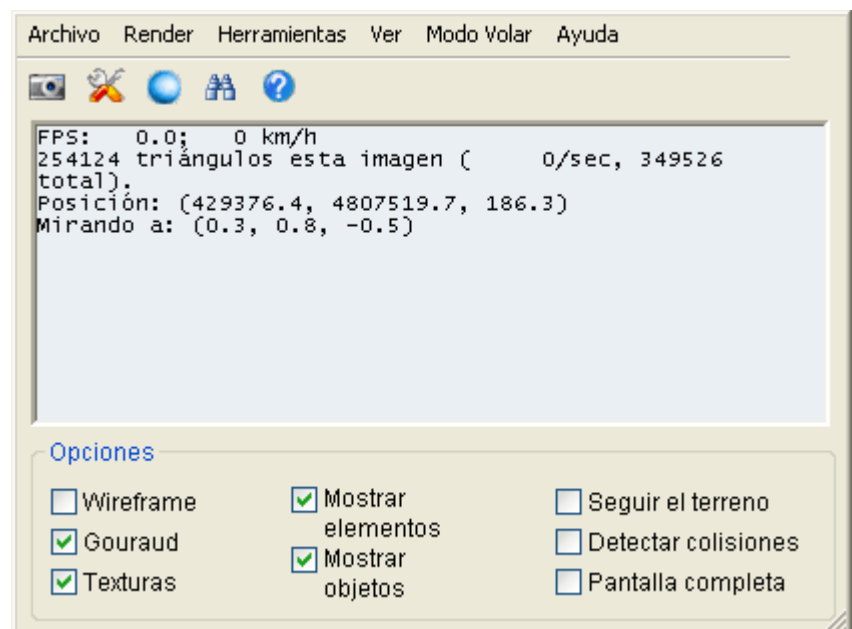 Archivo Render Herramientas Ver Modo Volar Ayuda
FPS: 0.0; 0 km/h
254124 triángulos esta imagen ( 0/sec, 349526
total).
Posición: (429376.4, 4807519.7, 186.3)
Mirando a: (0.3, 0.8, -0.5)
Opciones
Wireframe
Gouraud
Texturas
Mostrar
elementos
Mostrar
objetos
Seguir el terreno
Detectar colisiones
Pantalla completa